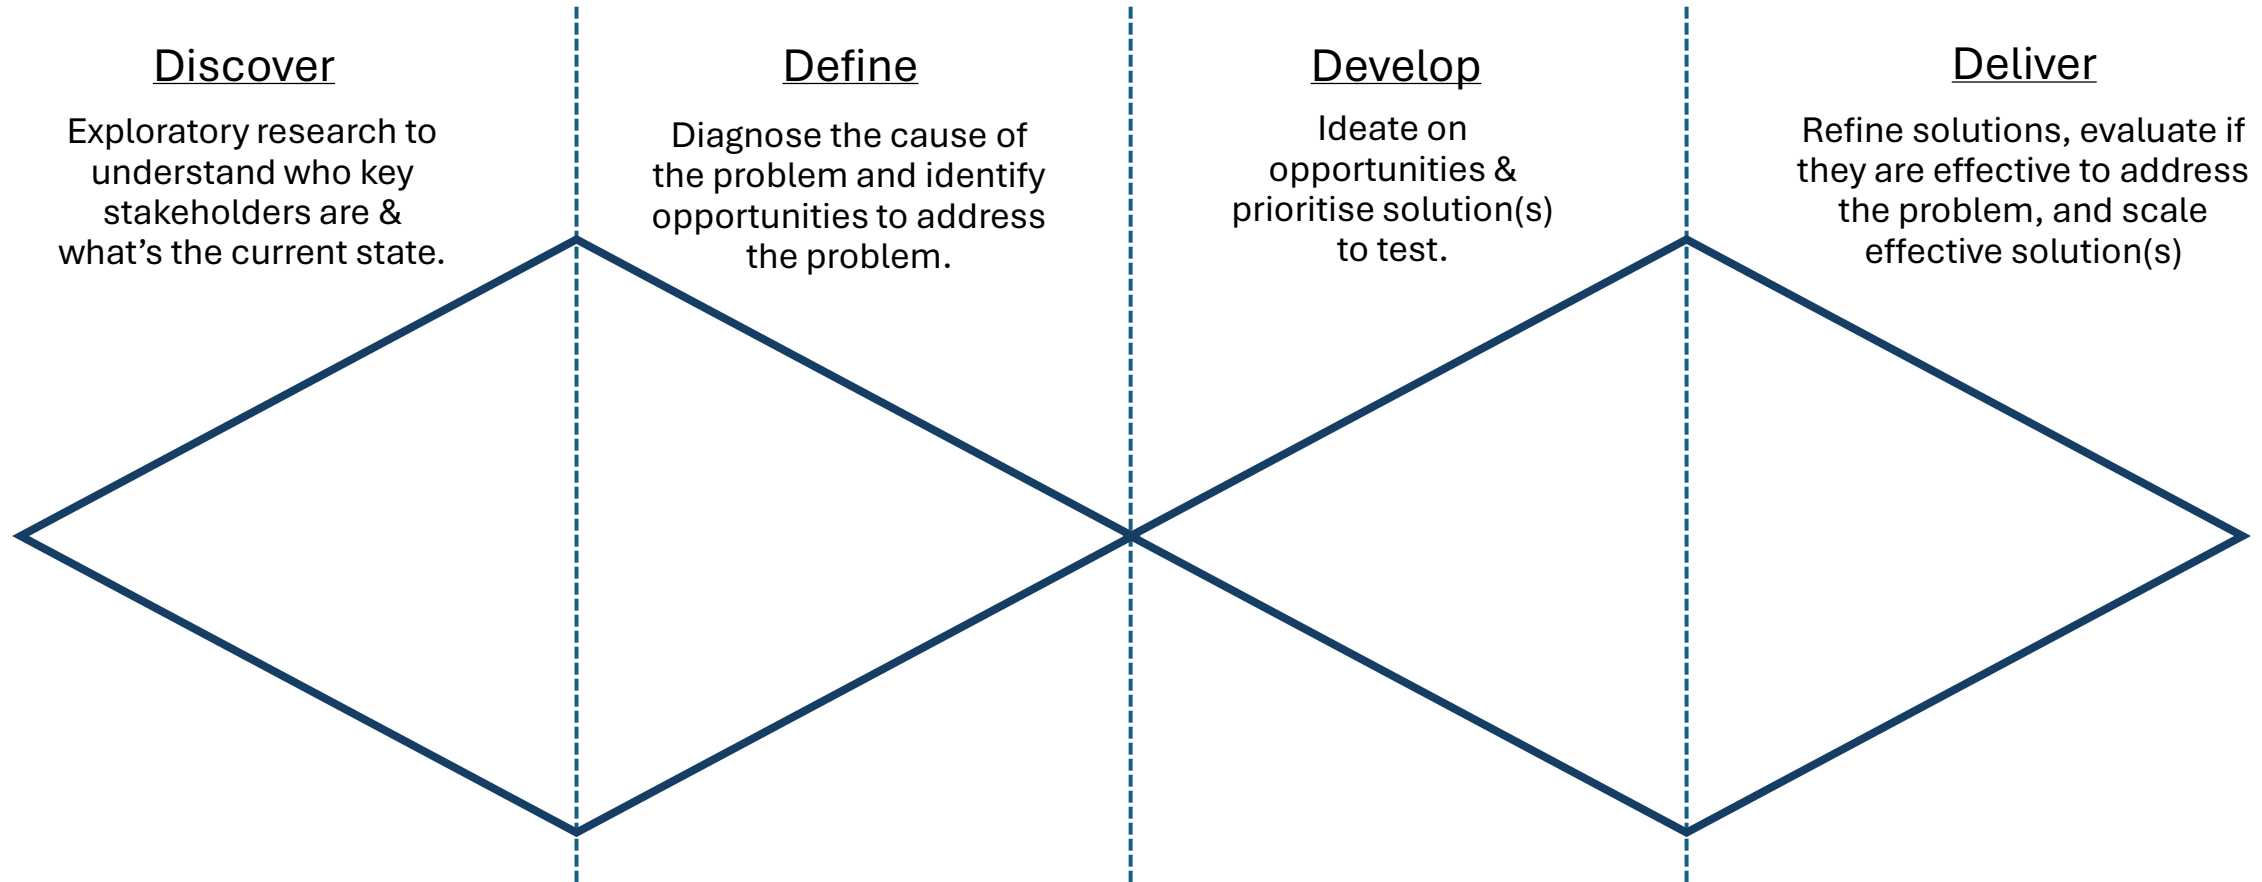 Discover
Exploratory research to
understand who key
stakeholders are &
what’s the current state.
Define
Diagnose the cause of
the problem and identify
opportunities to address
the problem.
Develop
Ideate on
opportunities &
prioritise solution(s)
to test.
Deliver
Refine solutions, evaluate if
they are effective to address
the problem, and scale
effective solution(s)